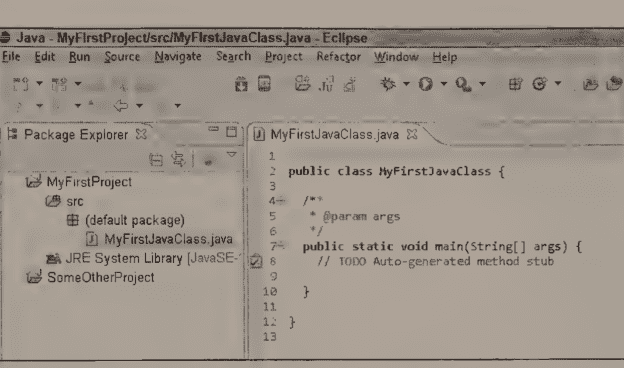 Java - MyFirstProject/src/MyFirstJavaClass.java - Eclipse
File Edit Run Source Navigate Search Project Refactor Window Help
Package Explorer
MyFirstJavaClass.java
MyFirstProject
src
(default package)
MyFirstJavaClass.java
JRE System Library [JavaSE-
SomeOtherProject
1
2 public class MyFirstJavaClass {
3
4 /**
5 * @param args
6 */
7 public static void main(String[] args) {
8 // TODO Auto-generated method stub
9
10 }
11
12 }
13